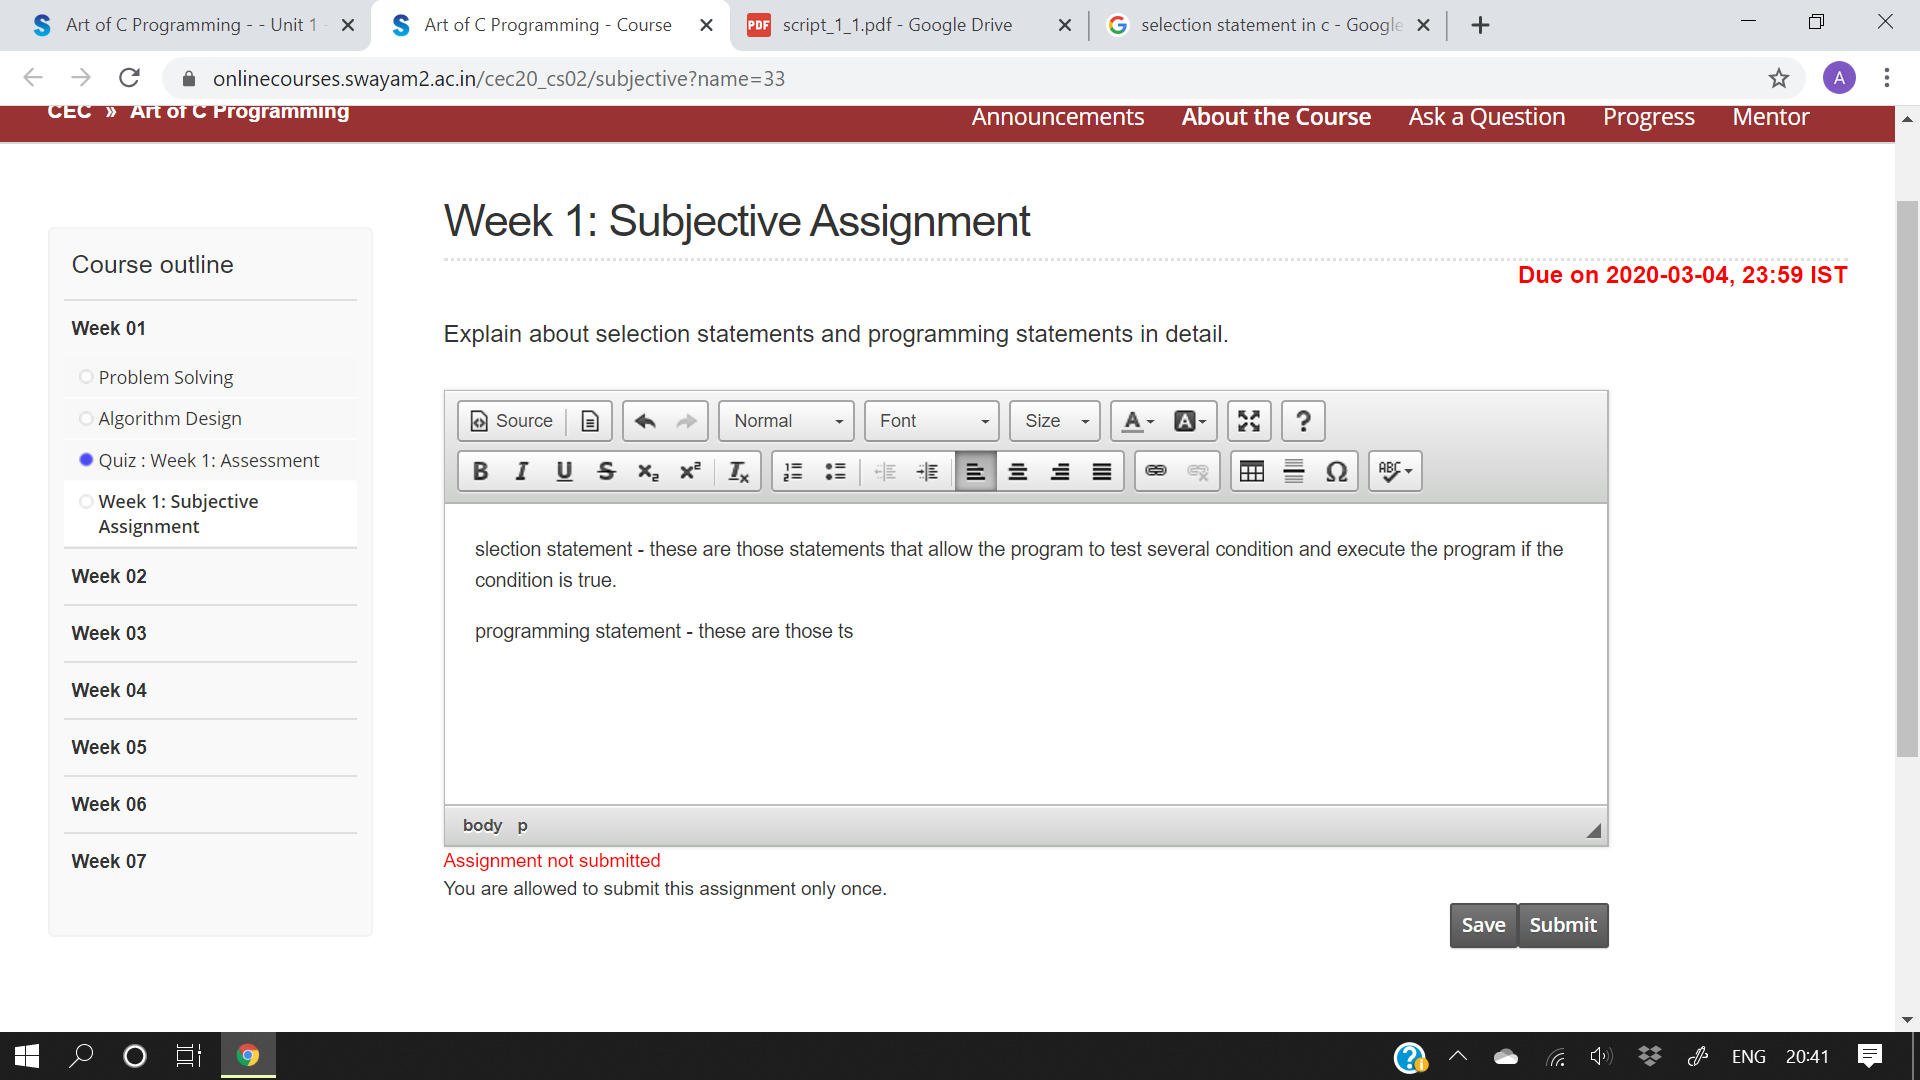 Art of C Programming - - Unit 1 -
Art of C Programming - Course
PDF script_1_1.pdf - Google Drive
selection statement in c - Google
onlinecourses.swayam2.ac.in/cec20_cs02/subjective?name=33
A
CEC » Art of C Programming
Announcements About the Course Ask a Question Progress Mentor
Week 1: Subjective Assignment
Due on 2020-03-04, 23:59 IST
Course outline
Week 01
Problem Solving
Algorithm Design
Quiz : Week 1: Assessment
Week 1: Subjective
Assignment
Week 02
Week 03
Week 04
Week 05
Week 06
Week 07
Explain about selection statements and programming statements in detail.
Source Normal Font Size A A ?
B I U S x₂ x² Tx Ω ABC
slection statement - these are those statements that allow the program to test several condition and execute the program if the
condition is true.
programming statement - these are those ts
body p
Assignment not submitted
You are allowed to submit this assignment only once.
Save Submit
ENG 20:41